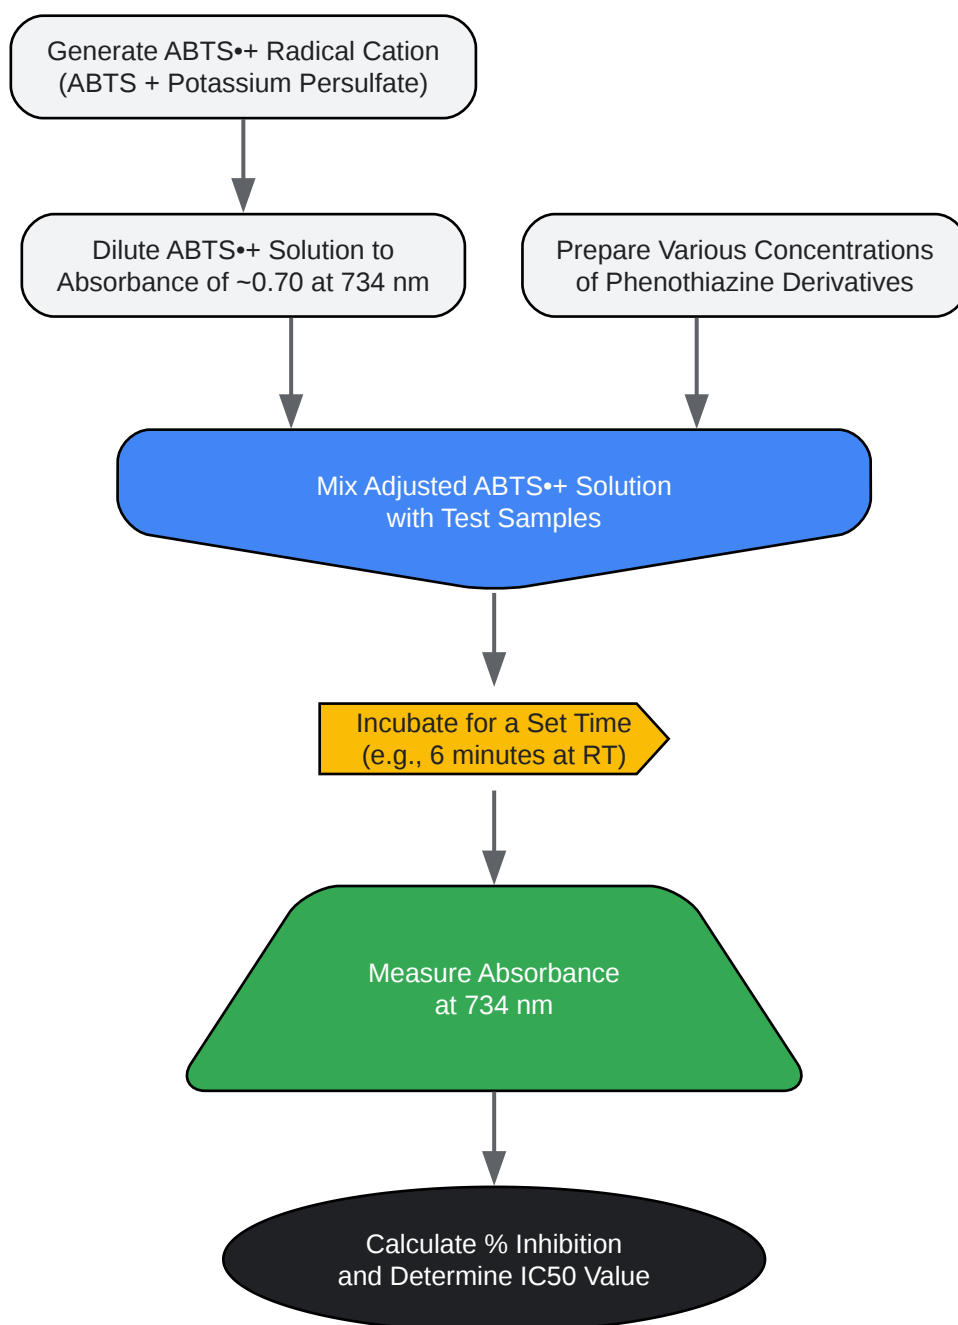 Generate ABTS•+ Radical Cation
(ABTS + Potassium Persulfate)
Dilute ABTS•+ Solution to
Absorbance of ~0.70 at 734 nm
Prepare Various Concentrations
of Phenothiazine Derivatives
Mix Adjusted ABTS•+ Solution
with Test Samples
Incubate for a Set Time
(e.g., 6 minutes at RT)
Measure Absorbance
at 734 nm
Calculate % Inhibition
and Determine IC50 Value